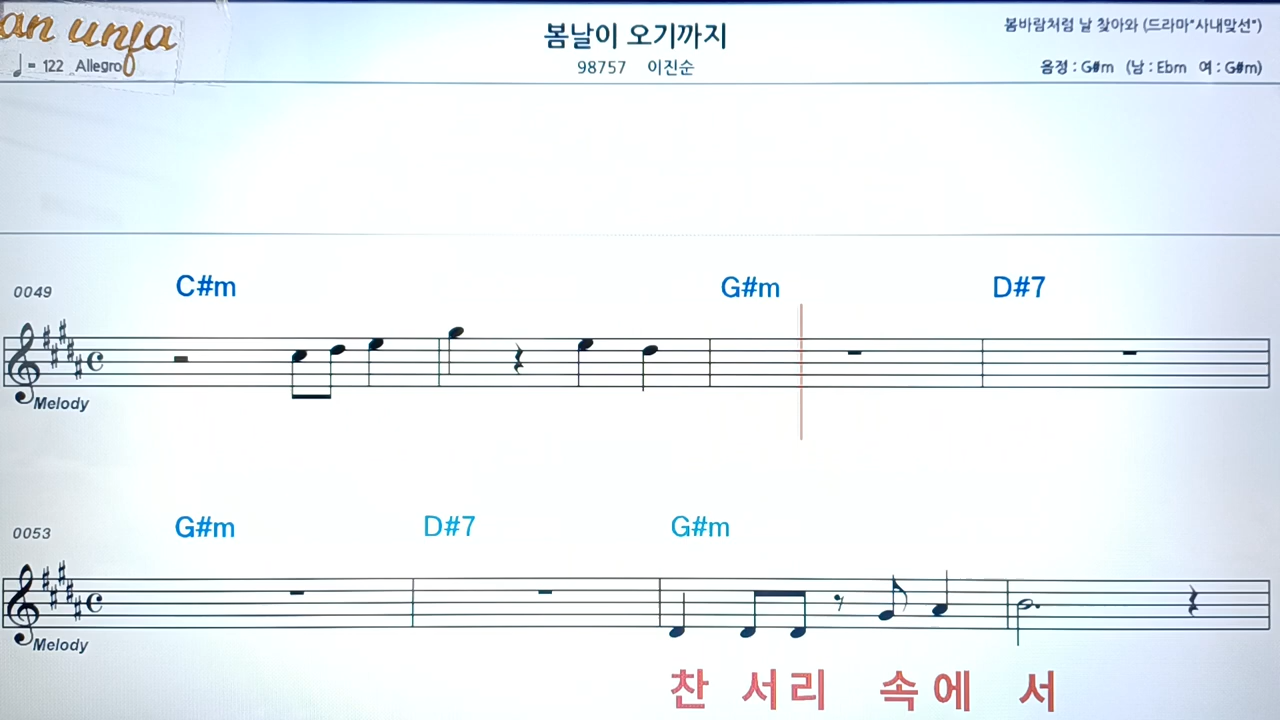 an unfa
♩= 122 Allegro
봄날이 오기까지
98757 이진순
봄바람처럼 날 찾아와 (드라마"사내맞선")
음정 : G#m (남 : Ebm 여 : G#m)
0049 C#m G#m D#7
Melody
0053 G#m D#7 G#m
Melody
찬 서리 속에 서